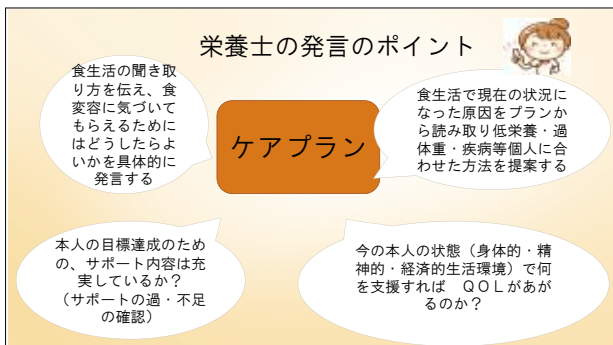 栄養士の発言のポイント
食生活の聞き取
り方を伝え、食
変容に気づいて
もらえるために
はどうしたらよ
いかを具体的に
発言する
ケアプラン
食生活で現在の状況に
なった原因をプランか
ら読み取り低栄養・過
体重・疾病等個人に合
わせた方法を提案する
本人の目標達成のため
の、サポート内容は充
実しているか？
（サポートの過・不足
の確認）
今の本人の状態（身体的・精
神的・経済的生活環境）で何
を支援すれば　ＱＯＬがあが
るのか？